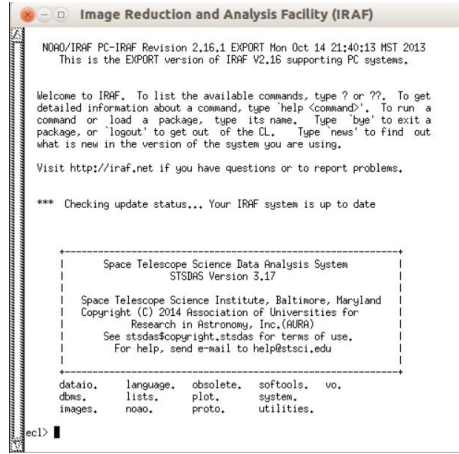 Image Reduction and Analysis Facility (IRAF)
NOAO/IRAF PC-IRAF Revision 2.16.1 EXPORT Mon Oct 14 21:40:13 MST 2013
This is the EXPORT version of IRAF V2.16 supporting PC systems.
Welcome to IRAF. To list the available commands, type ? or ??. To get
detailed information about a command, type `help <command>'. To run a
command or load a package, type its name. Type `bye' to exit a
package, or `logout' to get out of the CL. Type `news' to find out
what is new in the version of the system you are using.
Visit http://iraf.net if you have questions or to report problems.
*** Checking update status... Your IRAF system is up to date
+------------------------------------------------------------+
| Space Telescope Science Data Analysis System |
| STSDAS Version 3.17 |
| |
| Space Telescope Science Institute, Baltimore, Maryland |
| Copyright (C) 2014 Association of Universities for |
| Research in Astronomy, Inc.(AURA) |
| See stsdas$copyright.stsdas for terms of use. |
| For help, send e-mail to help@stsci.edu |
| |
+------------------------------------------------------------+
dataio. language. obsolete. softools. vo.
dbms. lists. plot. system.
images. noao. proto. utilities.
ecl>